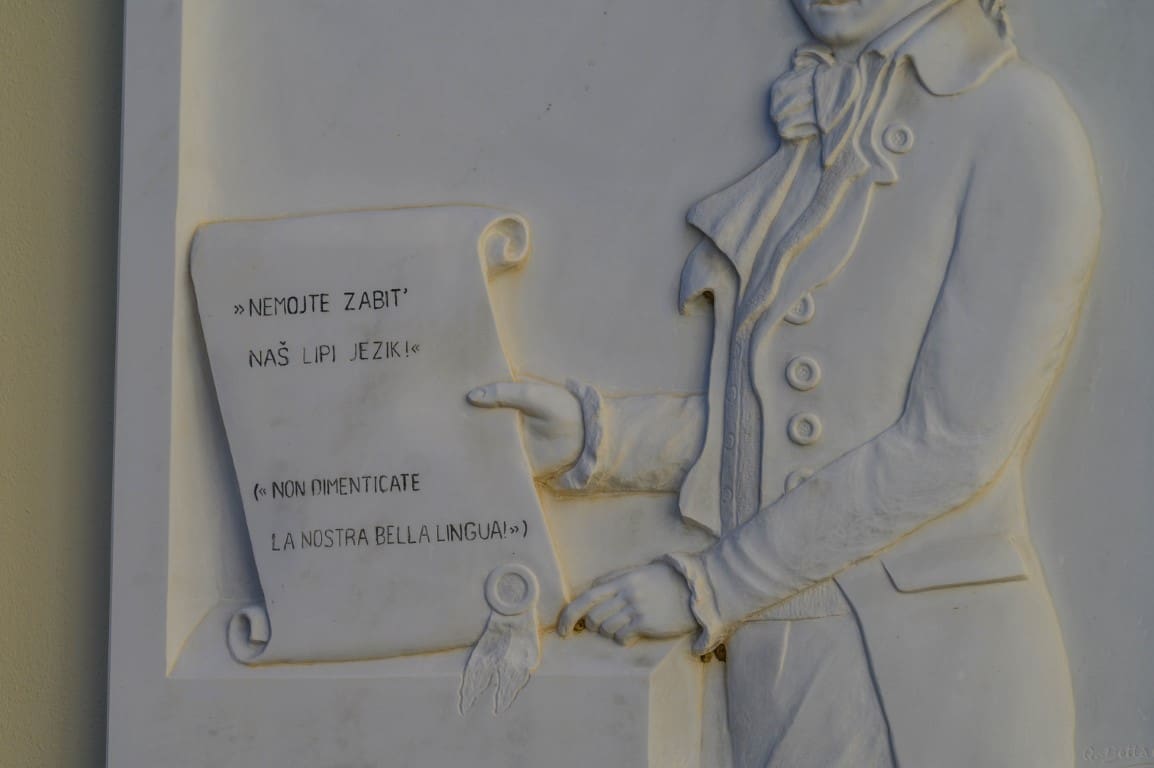 »NEMOJTE ZABIT'
NAŠ LIPI JEZIK!«
(« NON DIMENTICATE
LA NOSTRA BELLA LINGUA!»)